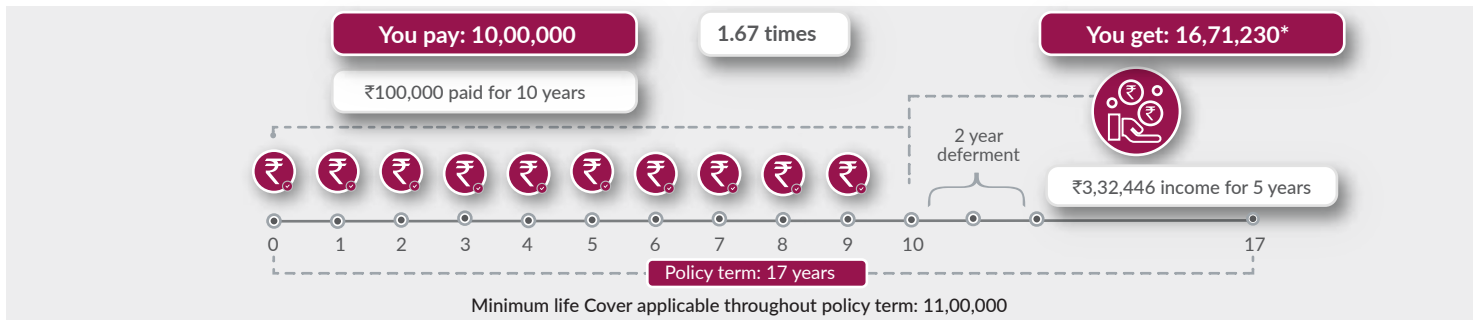 You pay: 10,00,000
1.67 times
You get: 16,71,230*
₹100,000 paid for 10 years
2 year
deferment
₹3,32,446 income for 5 years
0 1 2 3 4 5 6 7 8 9 10 17
Policy term: 17 years
Minimum life Cover applicable throughout policy term: 11,00,000